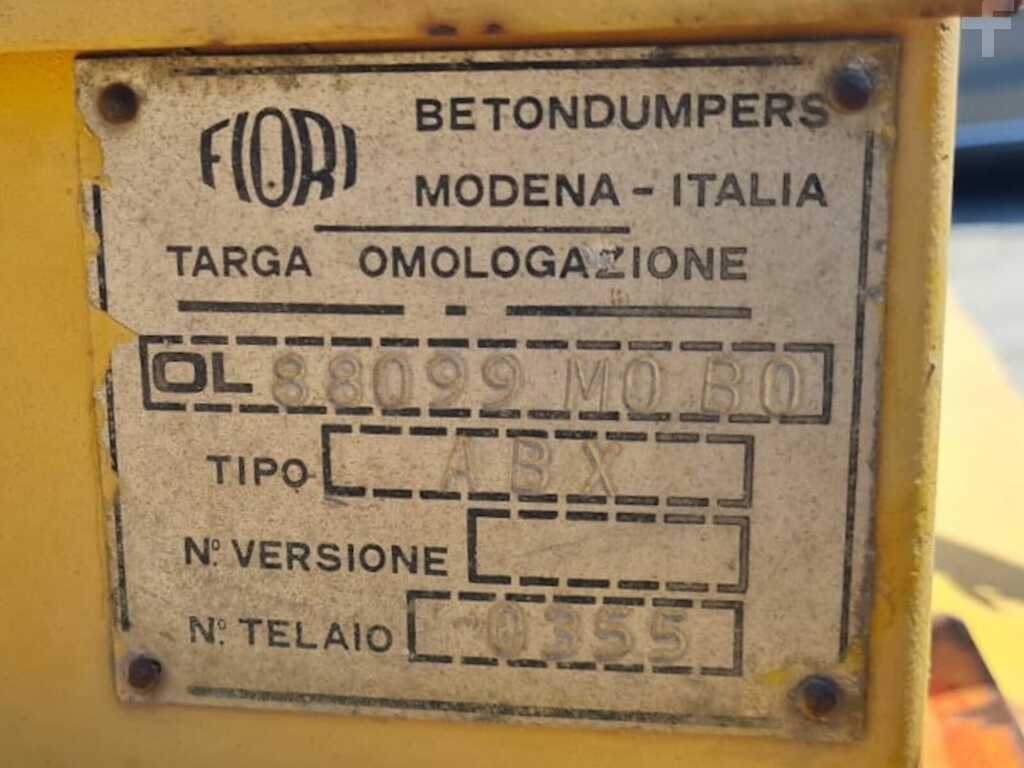 FIORI
BETONDUMPERS
MODENA - ITALIA
TARGA OMOLOGAZIONE
OL 88099 MO BO
TIPO ABX
N° VERSIONE
N° TELAIO 0355